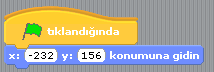 tıklandığında
x: -232 y: 156 konumuna gidin